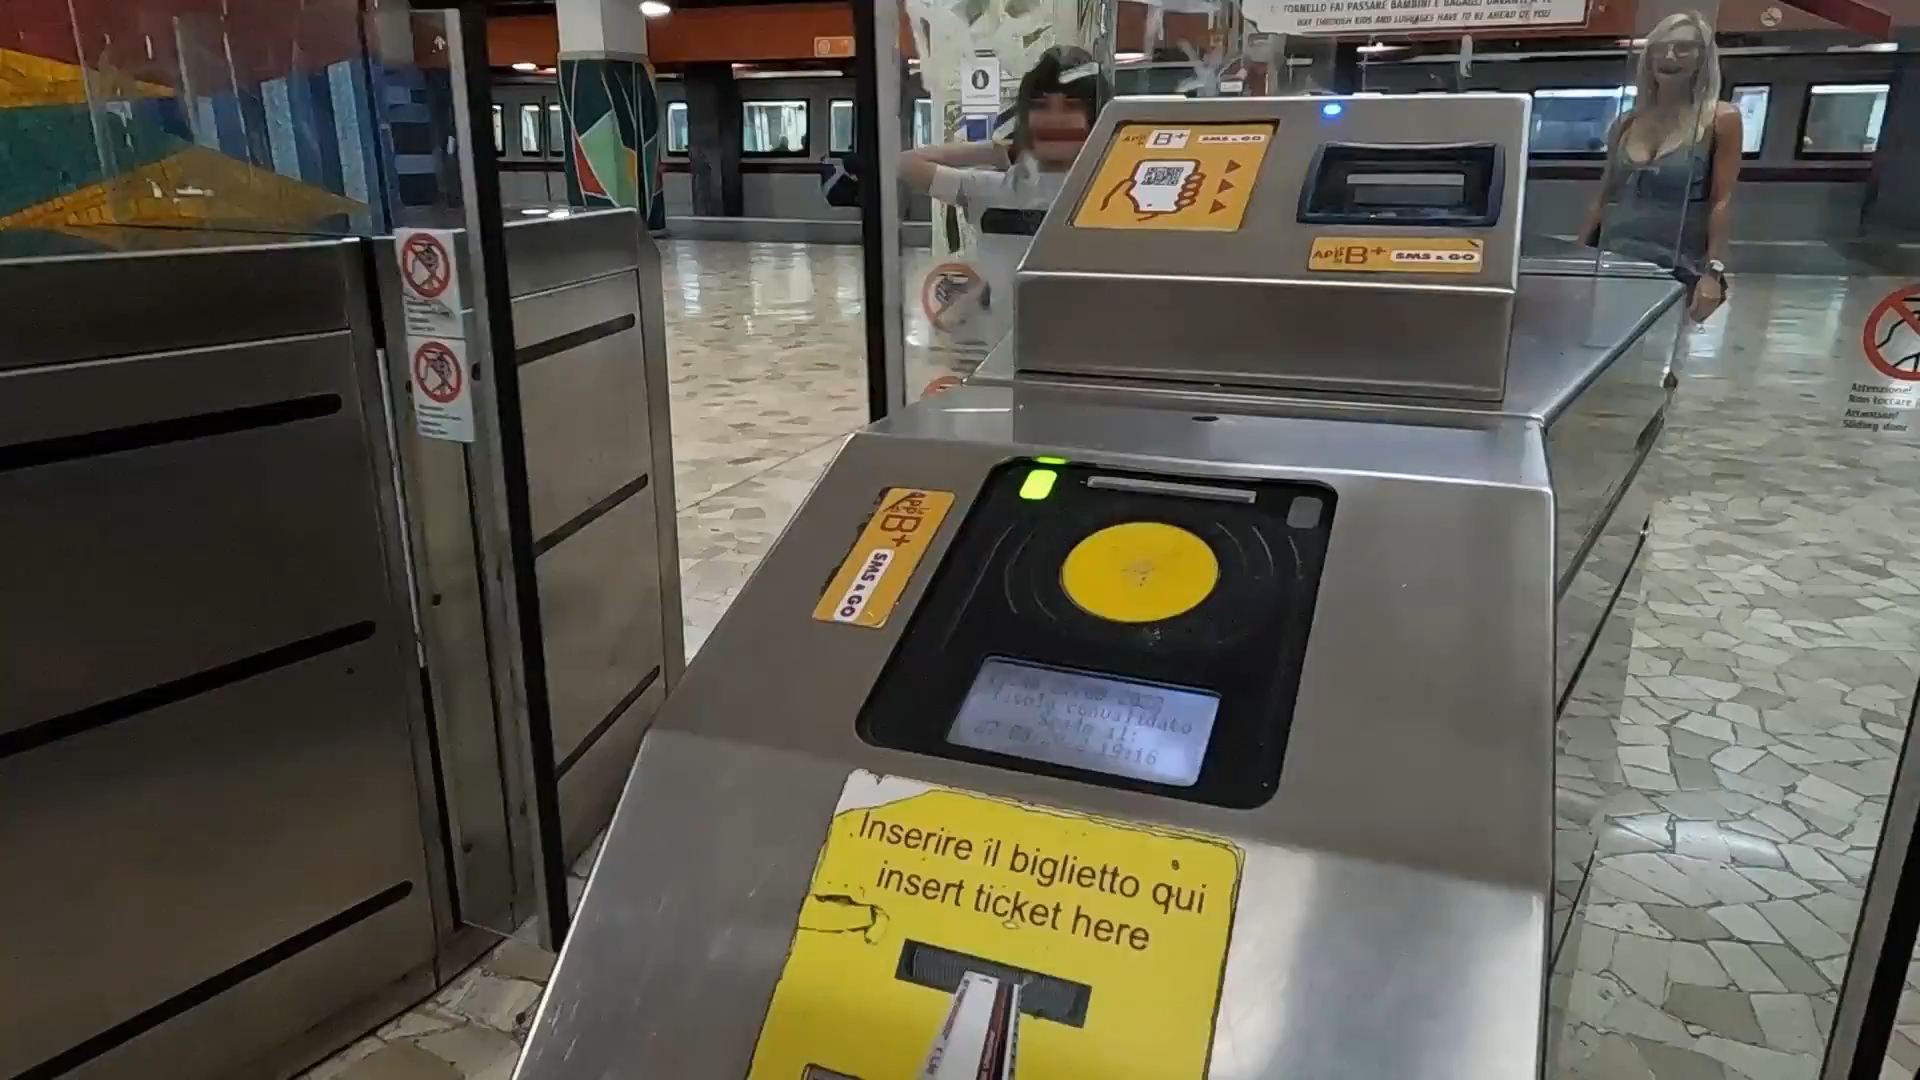 TORNELLO FAI PASSARE BAMBINI E BAGAGLI DAVANTI A TE
WAY THROUGH KIDS AND LUGGAGES HAVE TO BE AHEAD OF YOU
B+ SMS & GO
B+ SMS & GO
Attenzione!
Non toccare
Attention!
Sliding door
B+
SMS & GO
Titolo convalidato
Scade il:
19:16
Inserire il biglietto qui
insert ticket here